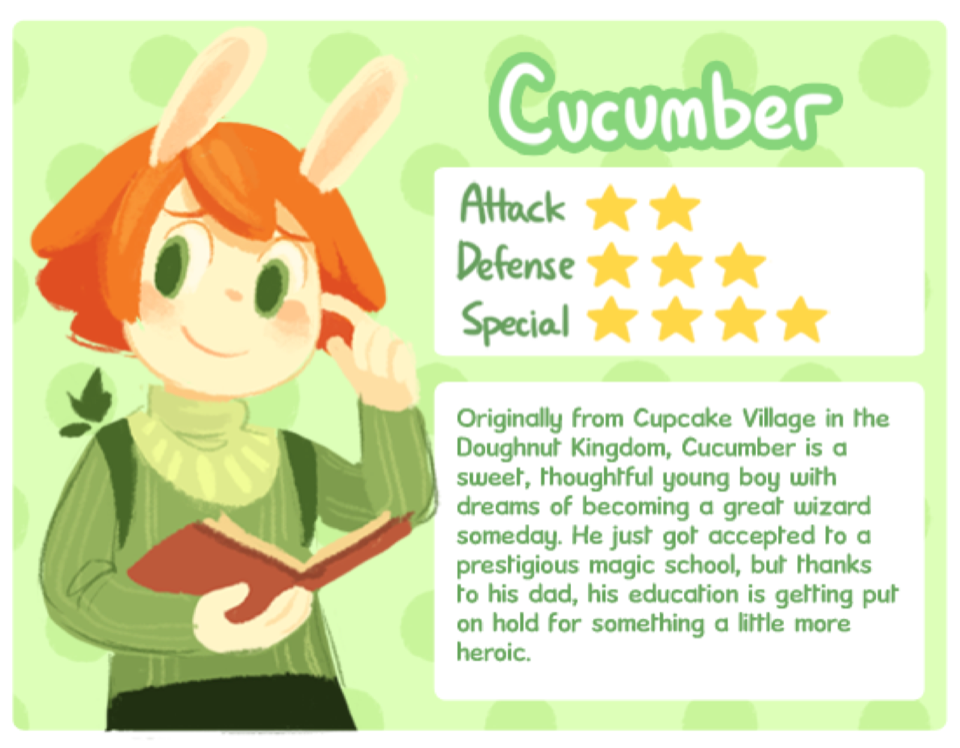 Cucumber
Attack
Defense
Special
Originally from Cupcake Village in the
Doughnut Kingdom, Cucumber is a
sweet, thoughtful young boy with
dreams of becoming a great wizard
someday. He just got accepted to a
prestigious magic school, but thanks
to his dad, his education is getting put
on hold for something a little more
heroic.